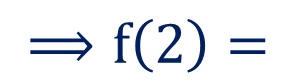 ⟹ f(2) =